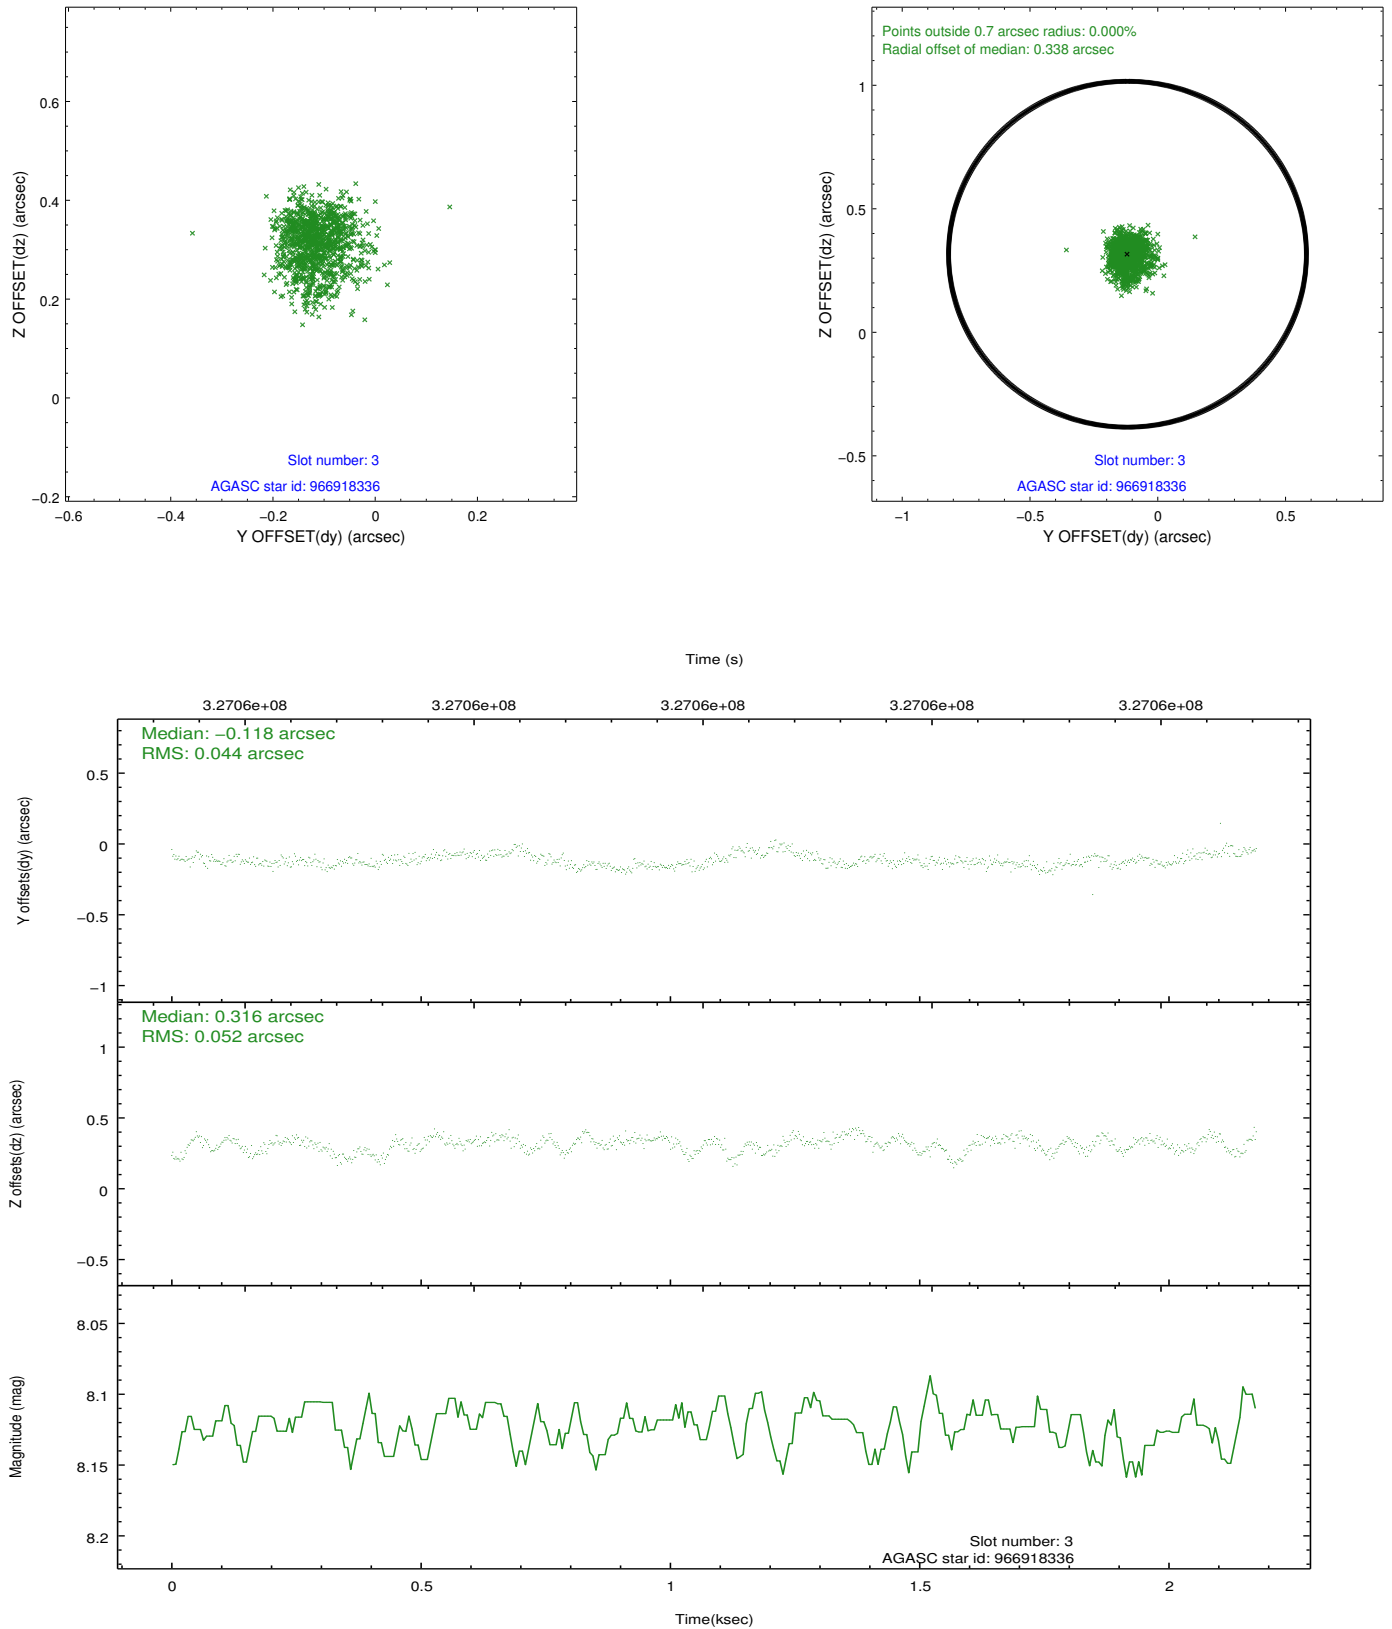 0.6
0.4
0.2
0
−0.2
Z OFFSET(dz) (arcsec)
Slot number: 3
AGASC star id: 966918336
−0.6
−0.4
−0.2
0
0.2
Y OFFSET(dy) (arcsec)
Points outside 0.7 arcsec radius: 0.000%
Radial offset of median: 0.338 arcsec
1
0.5
0
−0.5
Z OFFSET(dz) (arcsec)
Slot number: 3
AGASC star id: 966918336
−1
−0.5
0
0.5
Y OFFSET(dy) (arcsec)
Time (s)
3.2706e+08
3.2706e+08
3.2706e+08
3.2706e+08
3.2706e+08
Median: −0.118 arcsec
RMS: 0.044 arcsec
0.5
0
−0.5
−1
Y offsets(dy) (arcsec)
Median: 0.316 arcsec
RMS: 0.052 arcsec
1
0.5
0
−0.5
Z offsets(dz) (arcsec)
8.05
8.1
8.15
8.2
Magnitude (mag)
Slot number: 3
AGASC star id: 966918336
0
0.5
1
1.5
2
Time(ksec)